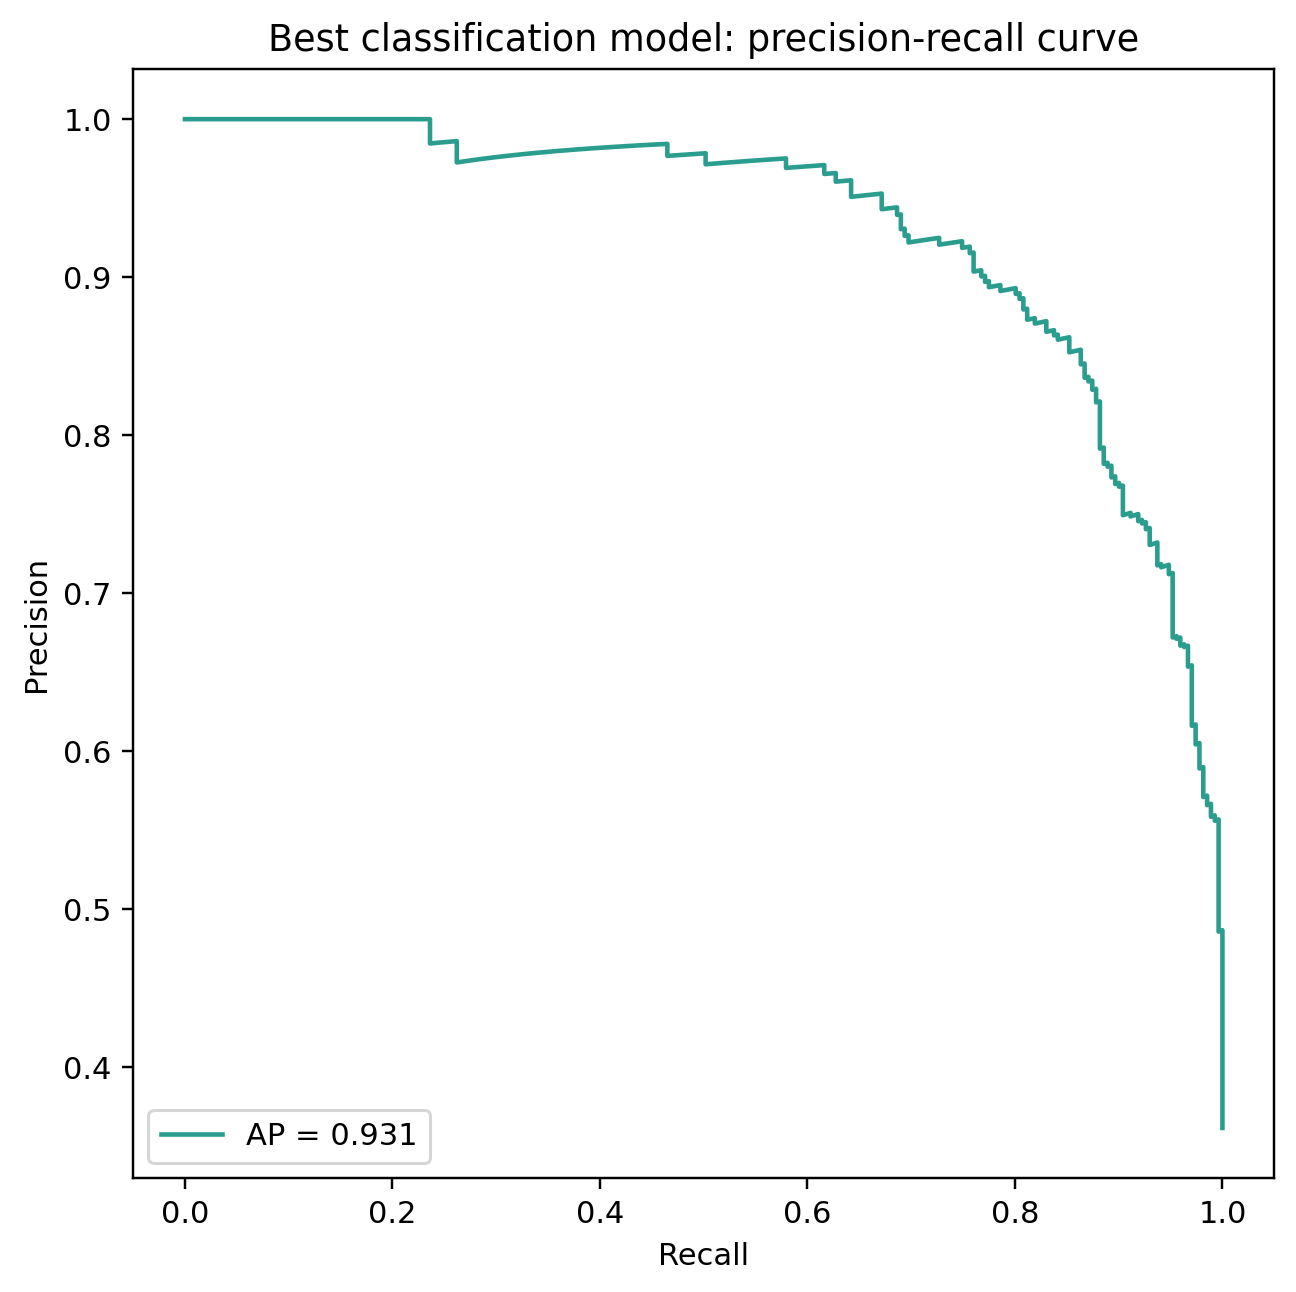 Best classification model: precision-recall curve
1.0
0.9
0.8
0.7
0.6
0.5
0.4
Precision
AP = 0.931
0.0 0.2 0.4 0.6 0.8 1.0
Recall